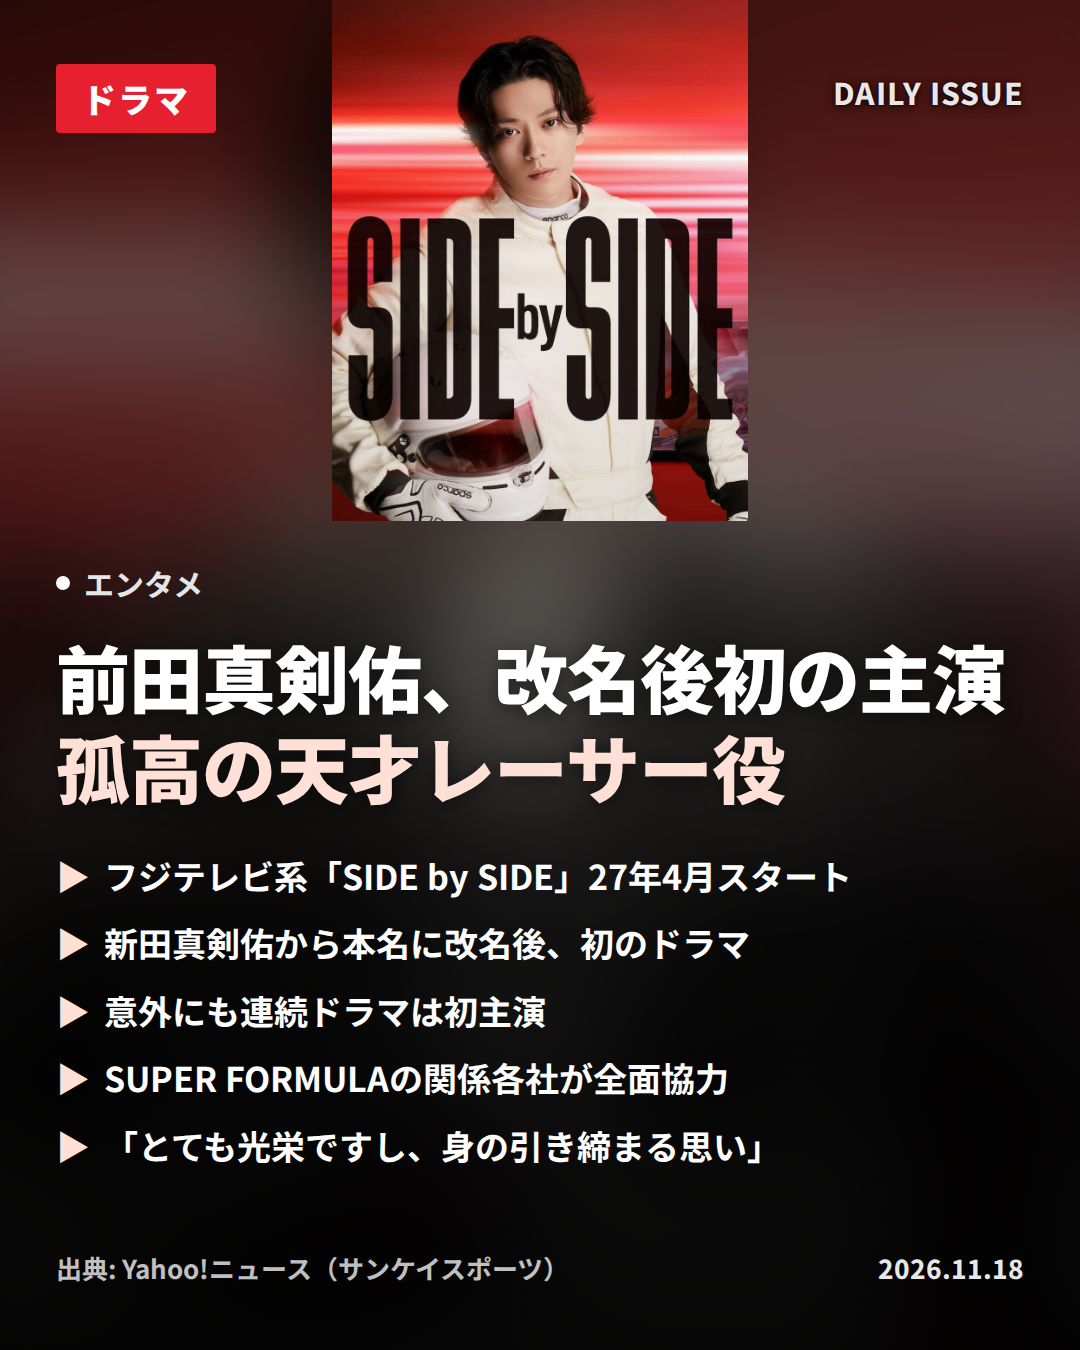 ドラマ
DAILY ISSUE
sparco
SIDE by SIDE
sparco
エンタメ
前田真剣佑、改名後初の主演
孤高の天才レーサー役
▶ フジテレビ系「SIDE by SIDE」27年4月スタート
▶ 新田真剣佑から本名に改名後、初のドラマ
▶ 意外にも連続ドラマは初主演
▶ SUPER FORMULAの関係各社が全面協力
▶ 「とても光栄ですし、身の引き締まる思い」
出典: Yahoo!ニュース（サンケイスポーツ）
2026.11.18